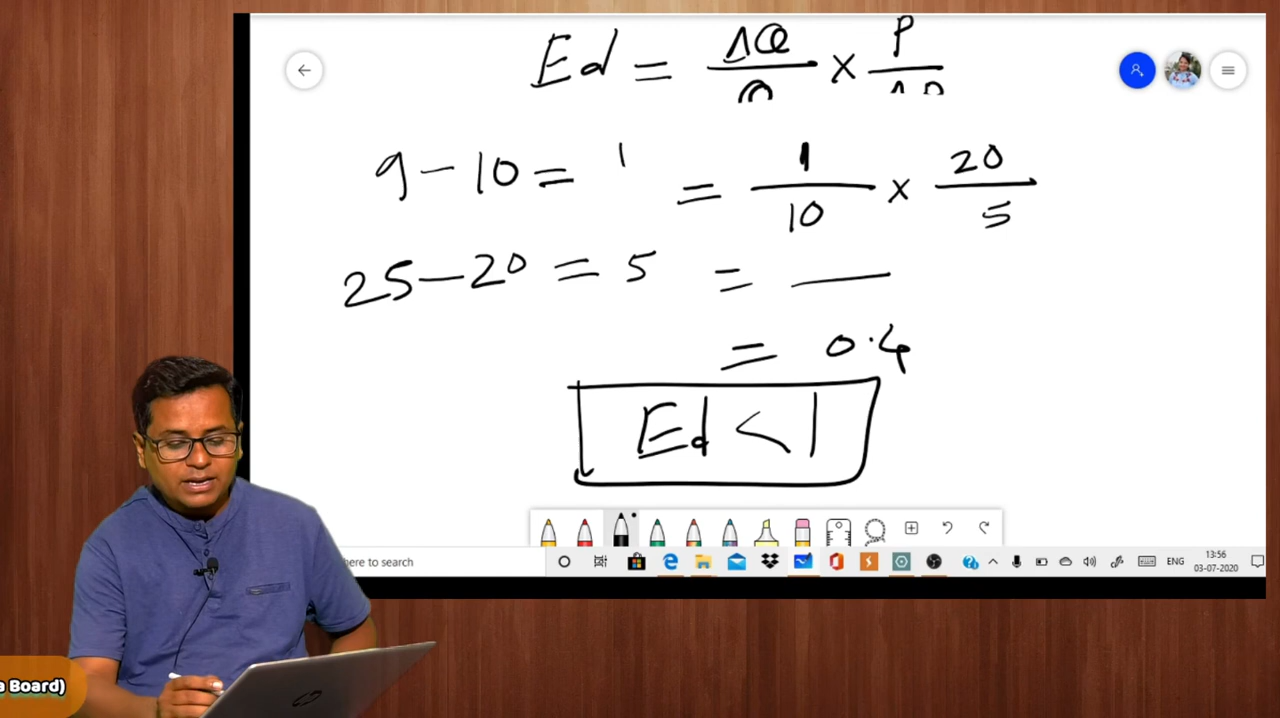 Ed = ΔQ/Q × P/ΔP
9 - 10 = 1
= 1/10 × 20/5
25 - 20 = 5
= —
= 0.4
Ed < 1
here to search
ENG
13:56
03-07-2020
a Board)